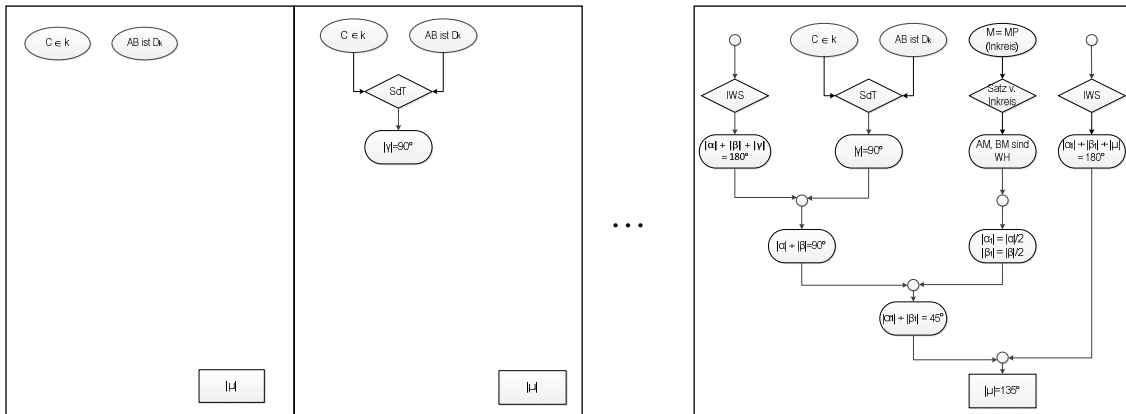 C ∈ k
AB ist Dk
|μ|
C ∈ k
AB ist Dk
SdT
|γ|=90°
|μ|
...
C ∈ k
AB ist Dk
M = MP
(Inkreis)
IWS
SdT
Satz v.
Inkreis
IWS
|α| + |β| + |γ|
= 180°
|γ|=90°
AM, BM sind
WH
|α₁| + |β₁| + |μ|
= 180°
|α| + |β|=90°
|α₁| = |α|/2
|β₁| = |β|/2
|α₁| + |β₁| = 45°
|μ|=135°